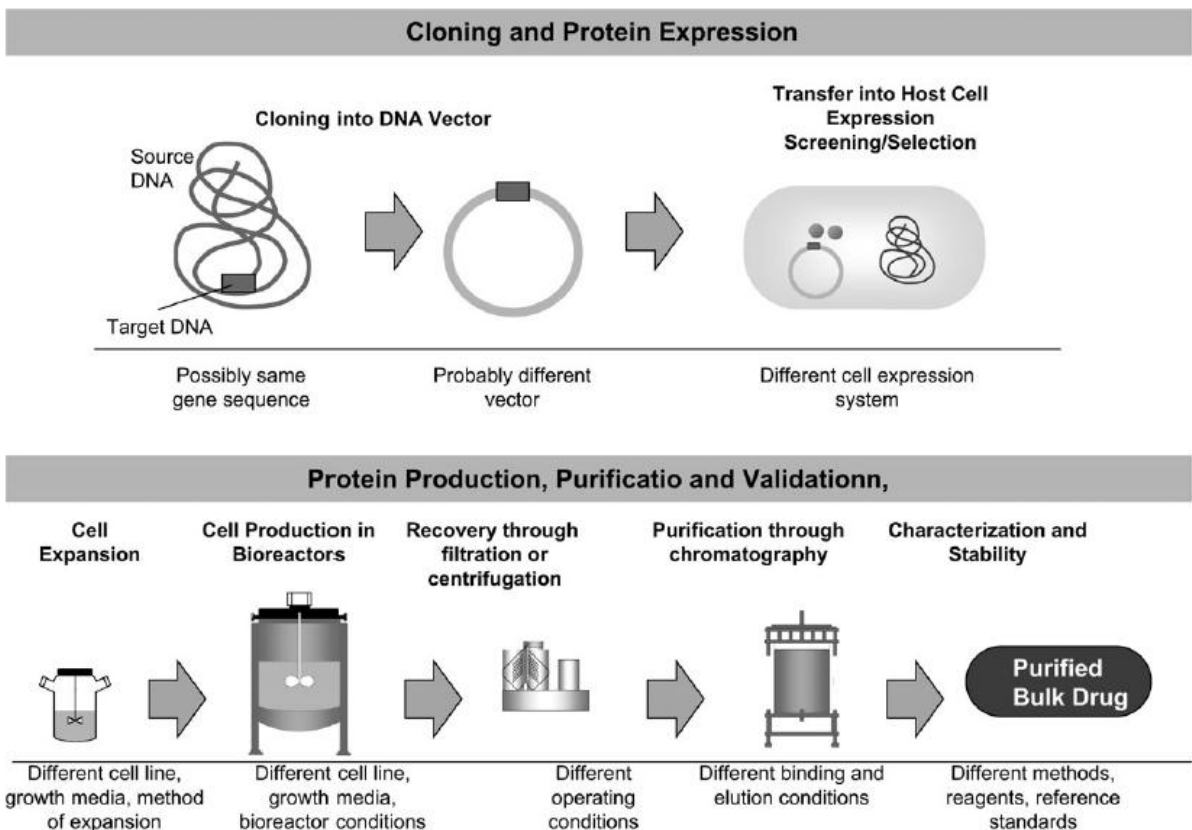 Cloning and Protein Expression
Cloning into DNA Vector
Transfer into Host Cell
Expression
Screening/Selection
Source
DNA
Target DNA
Possibly same
gene sequence
Probably different
vector
Different cell expression
system
Protein Production, Purificatio and Validationn,
Cell
Expansion
Cell Production in
Bioreactors
Recovery through
filtration or
centrifugation
Purification through
chromatography
Characterization and
Stability
Purified
Bulk Drug
Different cell line,
growth media, method
of expansion
Different cell line,
growth media,
bioreactor conditions
Different
operating
conditions
Different binding and
elution conditions
Different methods,
reagents, reference
standards